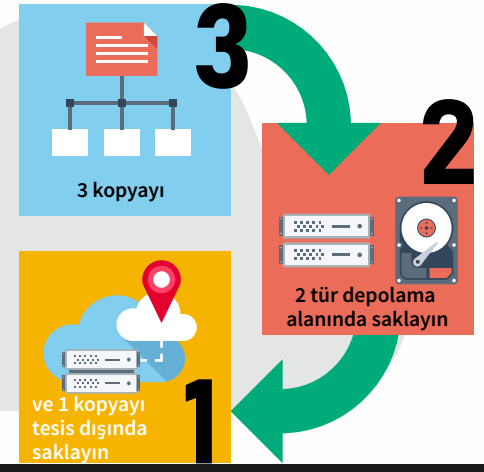 3
3 kopyayı
2
2 tür depolama
alanında saklayın
1
ve 1 kopyayı
tesis dışında
saklayın